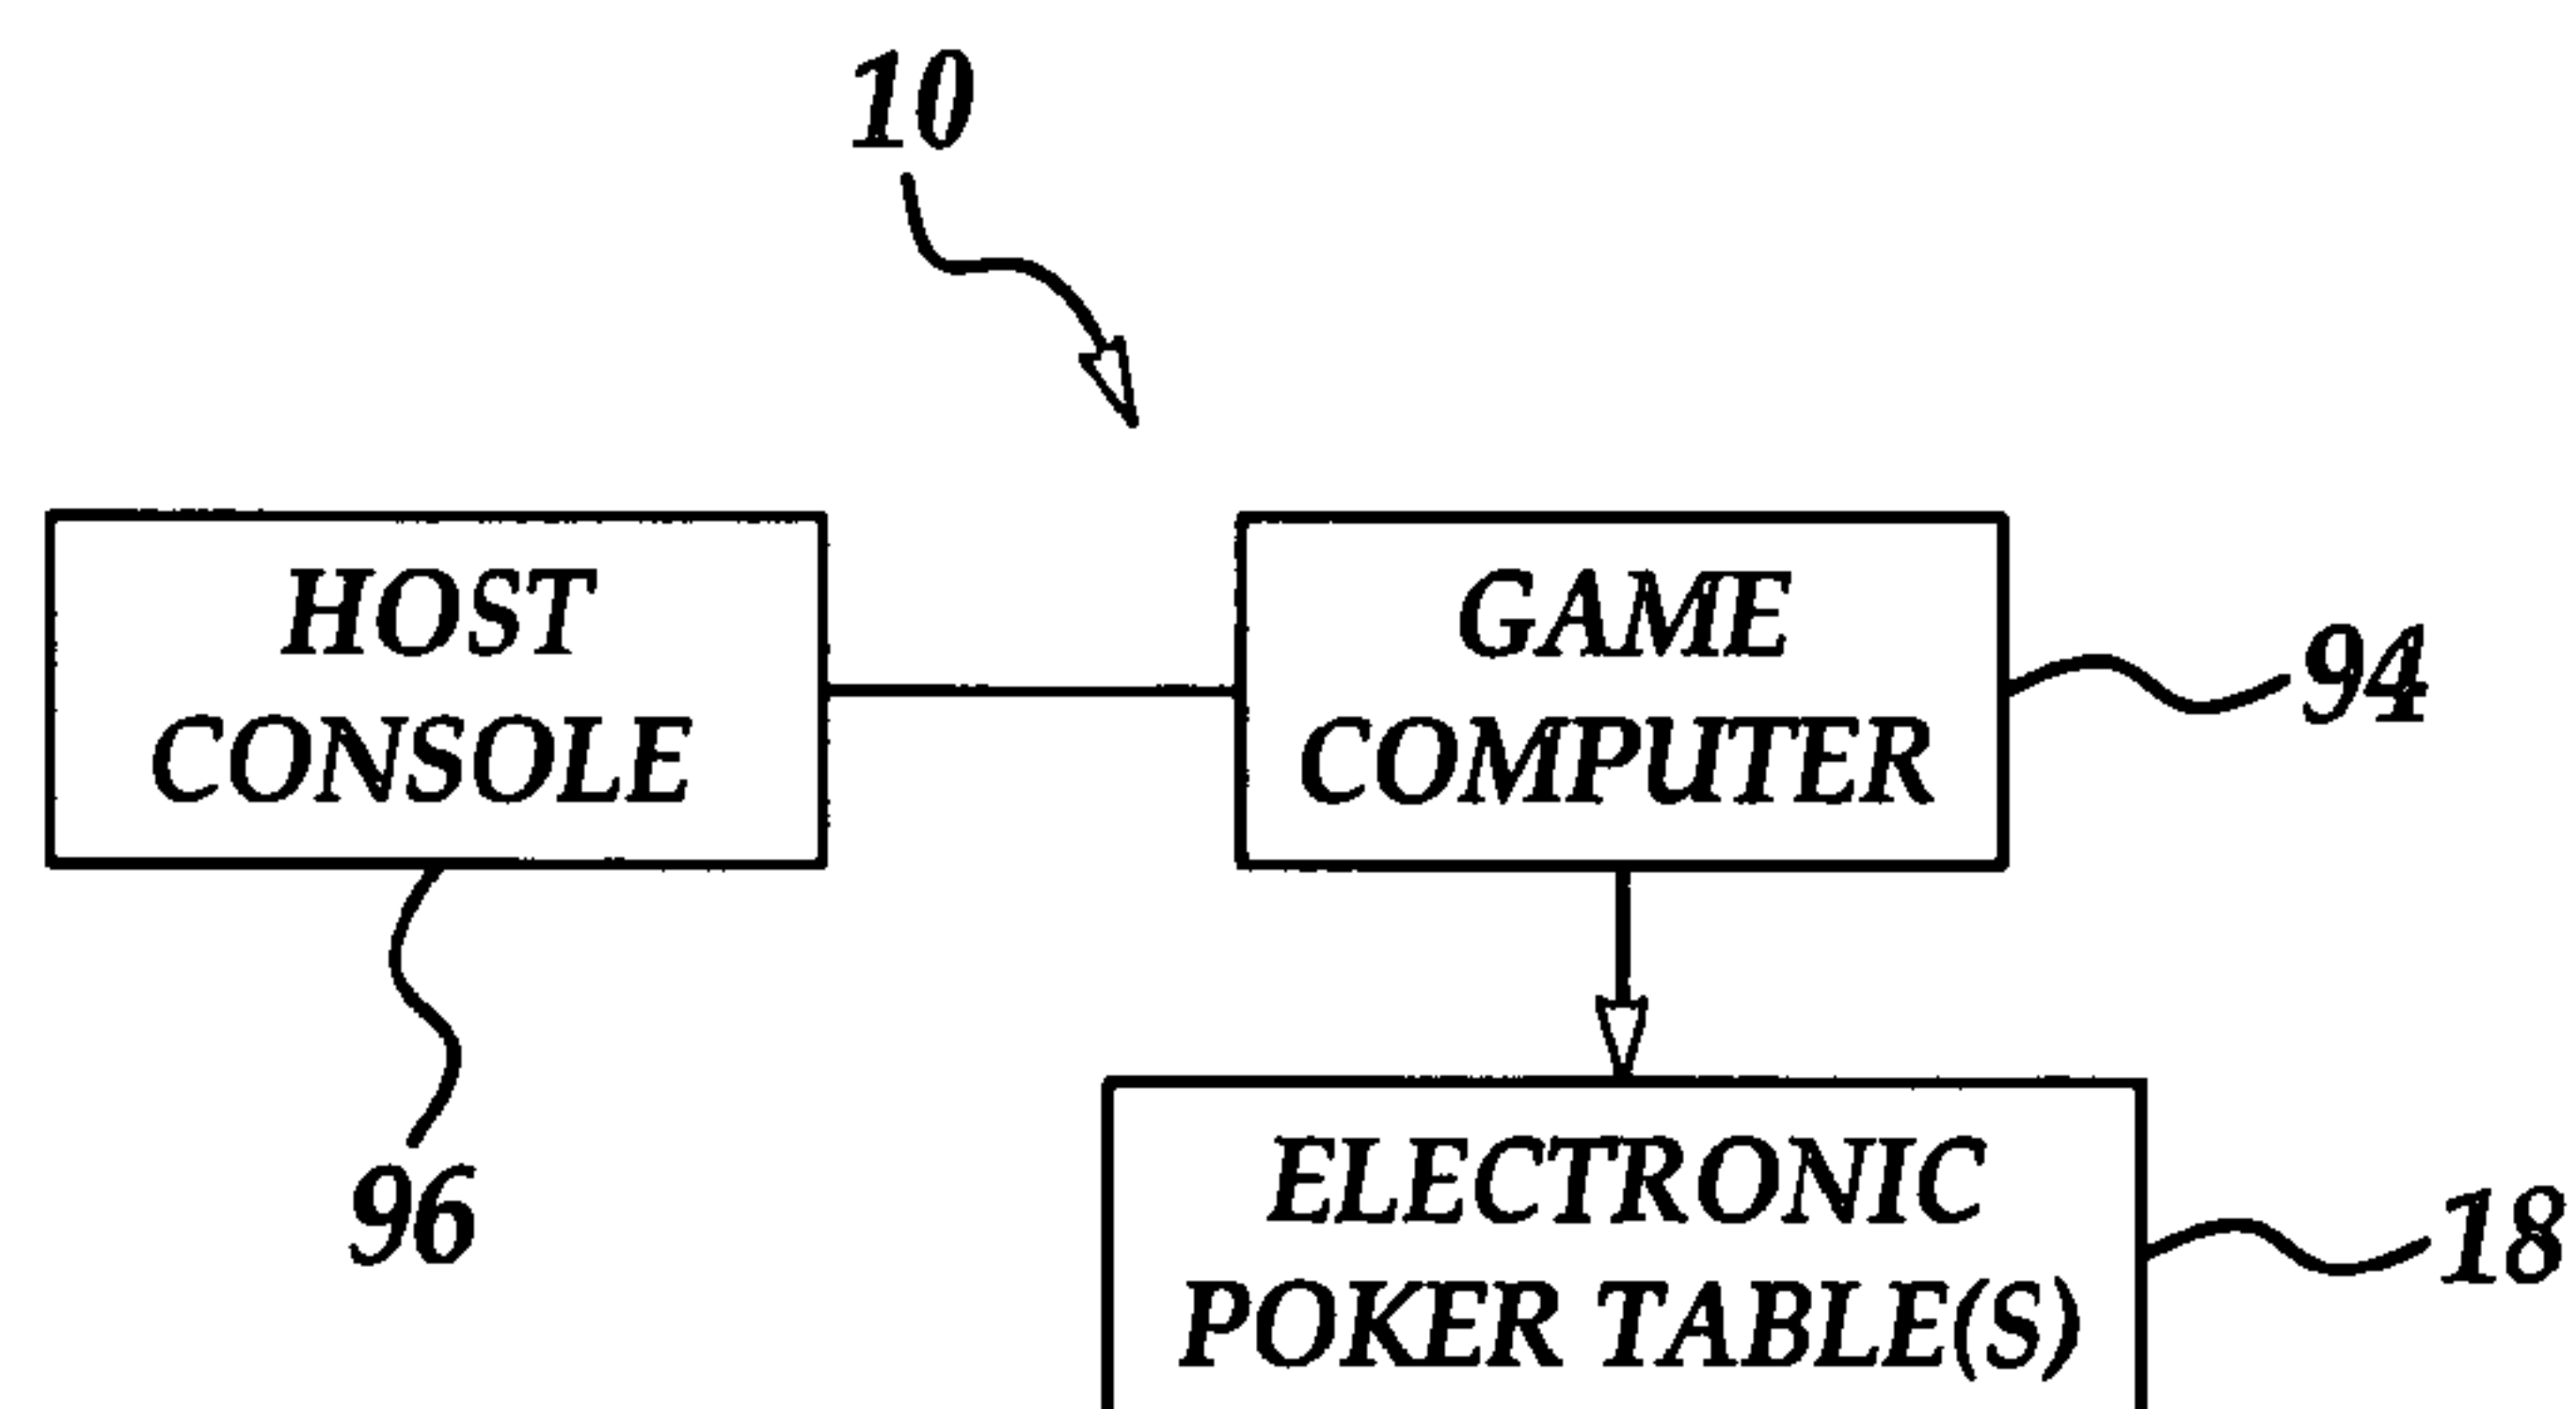 10
HOST
CONSOLE
GAME
COMPUTER
94
96
ELECTRONIC
POKER TABLE(S)
18